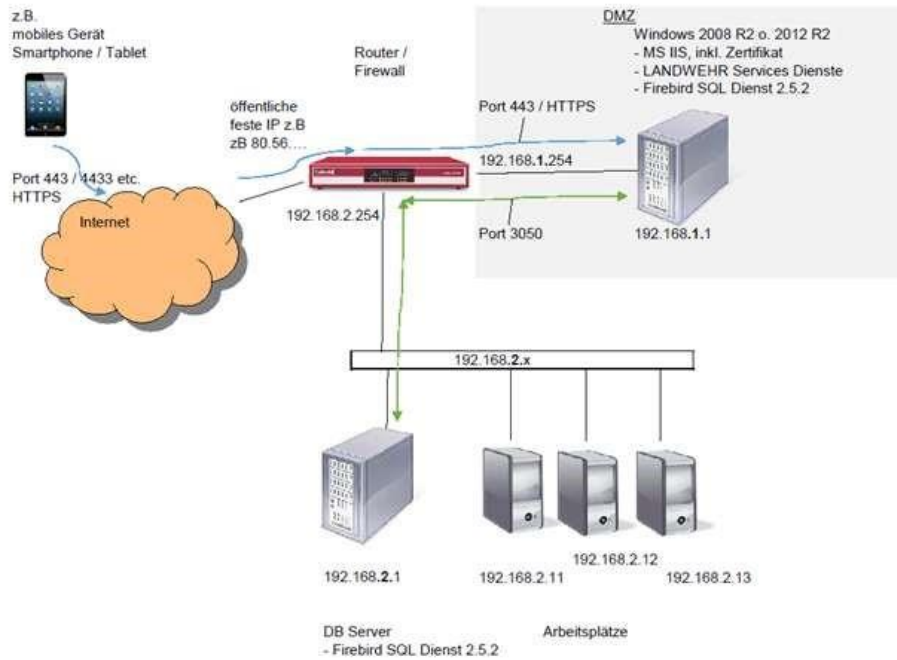 z.B.
mobiles Gerät
Smartphone / Tablet
Router /
Firewall
DMZ
Windows 2008 R2 o. 2012 R2
- MS IIS, inkl. Zertifikat
- LANDWEHR Services Dienste
- Firebird SQL Dienst 2.5.2
öffentliche
feste IP z.B
zB 80.56....
Port 443 / HTTPS
Port 443 / 4433 etc.
HTTPS
192.168.1.254
Internet
192.168.2.254
Port 3050
192.168.1.1
192.168.2.x
192.168.2.1
192.168.2.11
192.168.2.12
192.168.2.13
DB Server
- Firebird SQL Dienst 2.5.2
Arbeitsplätze